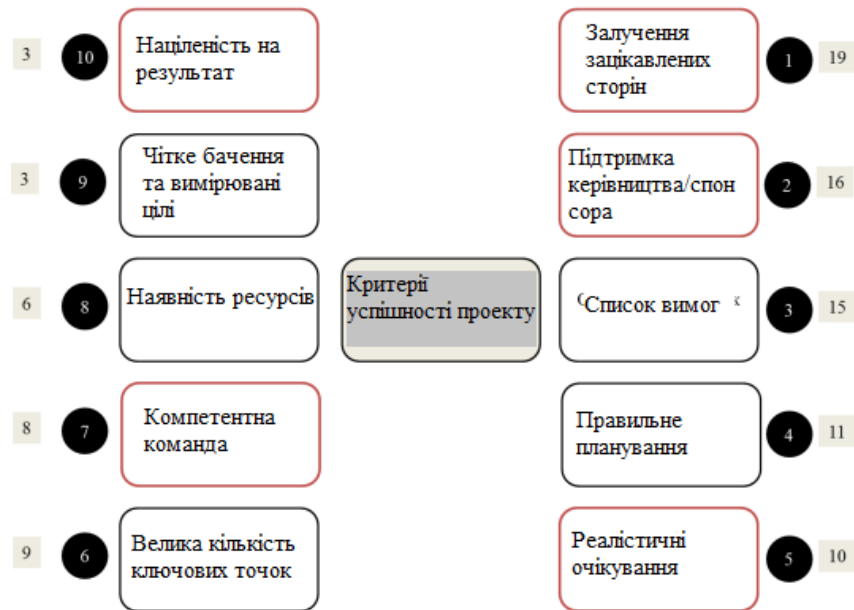 3
10
Націленість на
результат
Залучення
зацікавлених
сторін
1
19
3
9
Чітке бачення
та вимірювані
цілі
Підтримка
керівництва/спон
сора
2
16
6
8
Наявність ресурсів
Критерії
успішності проекту
Список вимог
3
15
8
7
Компетентна
команда
Правильне
планування
4
11
9
6
Велика кількість
ключових точок
Реалістичні
очікування
5
10